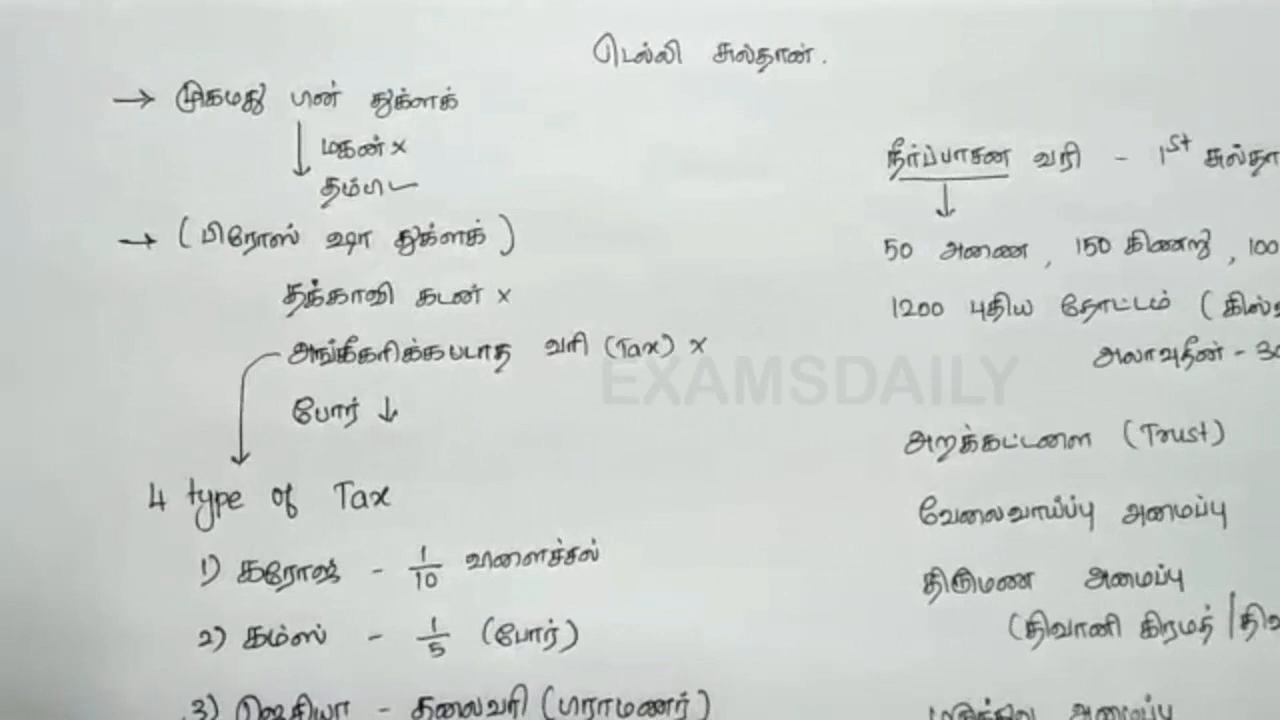 டெல்லி சுல்தான்.
→ முகமது பின் துக்ளக்
↓ மகன் x
தம்பி
→ (பிரோஸ் ஷா துக்ளக்)
தக்காவி கடன் x
அங்கீகரிக்கபடாத வரி (Tax) x
போர் ↓
4 type of Tax
1) கரோஜ் - 1/10 விளைச்சல்
2) கம்ஸ் - 1/5 (போர்)
3) ஜெசியா - தலைவரி (பிராமணர்)
நீர்ப்பாசன வரி - 1st சுல்தா
50 அணை, 150 கிணறு, 100
1200 புதிய தோட்டம் (கிஸ்
அலாவுதீன் - 30
அறக்கட்டளை (Trust)
வேலைவாய்ப்பு அமைப்பு
திருமண அமைப்பு
(திவானி கிரமத் | திவ
அமைப்பு
EXAMSDAILY